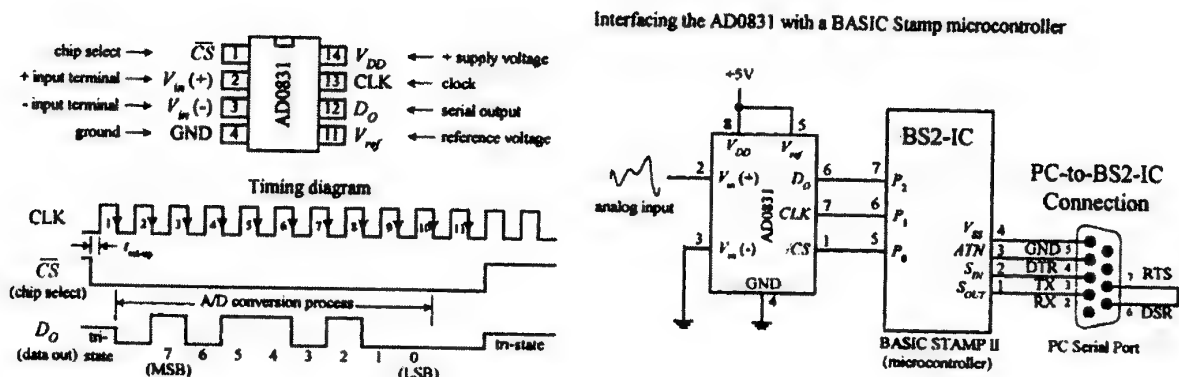 Interfacing the AD0831 with a BASIC Stamp microcontroller
chip select CS 1 14 VDD + supply voltage
+ input terminal Vin (+) 2 13 CLK clock
- input terminal Vin (-) 3 12 DO serial output
ground GND 4 11 Vref reference voltage
AD0831
Timing diagram
CLK 1 2 3 4 5 6 7 8 9 10 11
tset-up
CS
(chip select)
A/D conversion process
DO
(data out)
tri-
state
7 6 5 4 3 2 1 0
(MSB) (LSB)
tri-state
+5V
8 5
VDD Vref
2 Vin (+) DO 6 7 P2
analog input
CLK 7 6 P1
3 Vin (-) CS 1 5 P0
AD0831
GND
4
BS2-IC
VSS 4
ATN 3
SIN 2
SOUT 1
BASIC STAMP II
(microcontroller)
PC-to-BS2-IC
Connection
GND 5
DTR 4
TX 3
RX 2
7 RTS
6 DSR
PC Serial Port